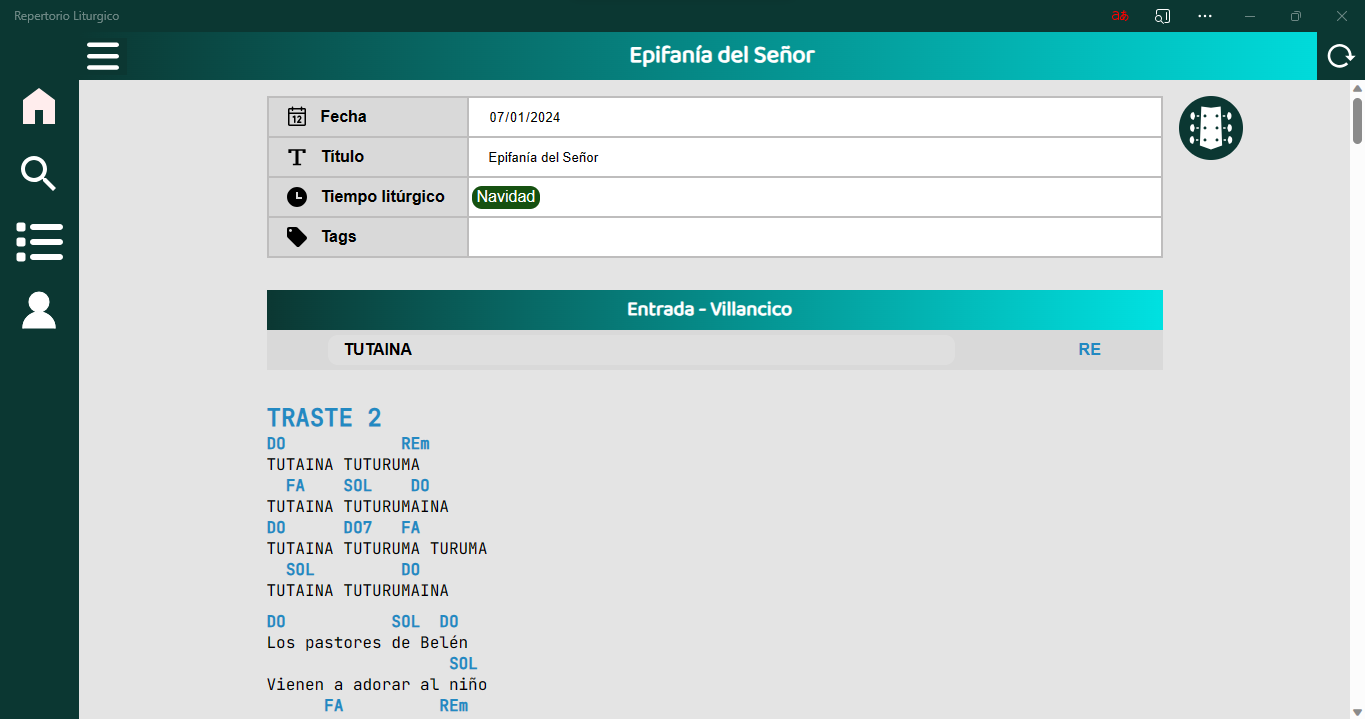 Repertorio Liturgico
Epifanía del Señor
12 Fecha 07/01/2024
Título Epifanía del Señor
Tiempo litúrgico Navidad
Tags
Entrada - Villancico
TUTAINA RE
TRASTE 2
DO REm
TUTAINA TUTURUMA
FA SOL DO
TUTAINA TUTURUMAINA
DO DO7 FA
TUTAINA TUTURUMA TURUMA
SOL DO
TUTAINA TUTURUMAINA
DO SOL DO
Los pastores de Belén
SOL
Vienen a adorar al niño
FA REm